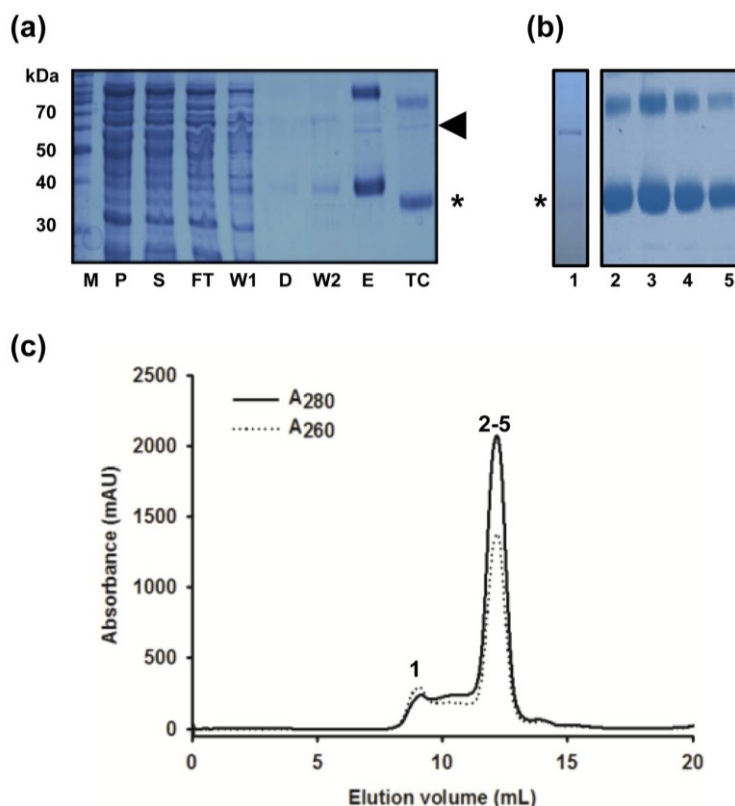 (a)
kDa
70
50
40
30
*
M P S FT W1 D W2 E TC
(b)
*
1 2 3 4 5
(c)
2500
2000
1500
1000
500
0
Absorbance (mAU)
A280
A260
1
2-5
0 5 10 15 20
Elution volume (mL)